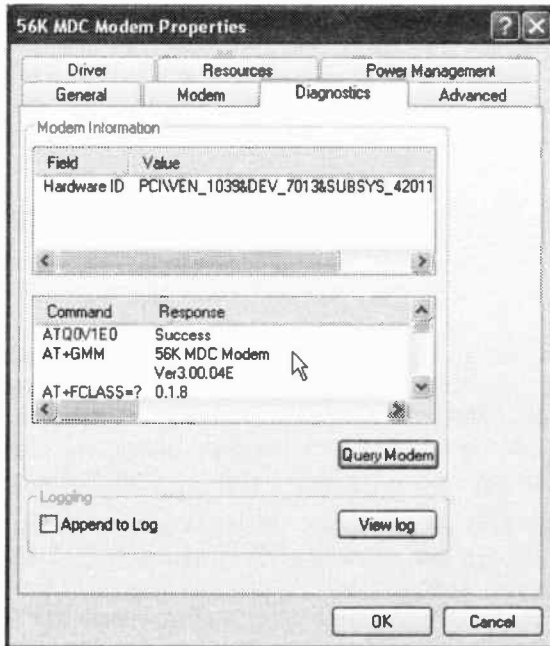 56K MDC Modem Properties
Driver Resources Power Management
General Modem Diagnostics Advanced
Modem Information
Field Value
Hardware ID PCI\VEN_1039&DEV_7013&SUBSYS_42011
Command Response
ATQ0V1E0 Success
AT+GMM 56K MDC Modem
Ver3.00.04E
AT+FCLASS=? 0.1.8
Query Modem
Logging
Append to Log View log
OK Cancel